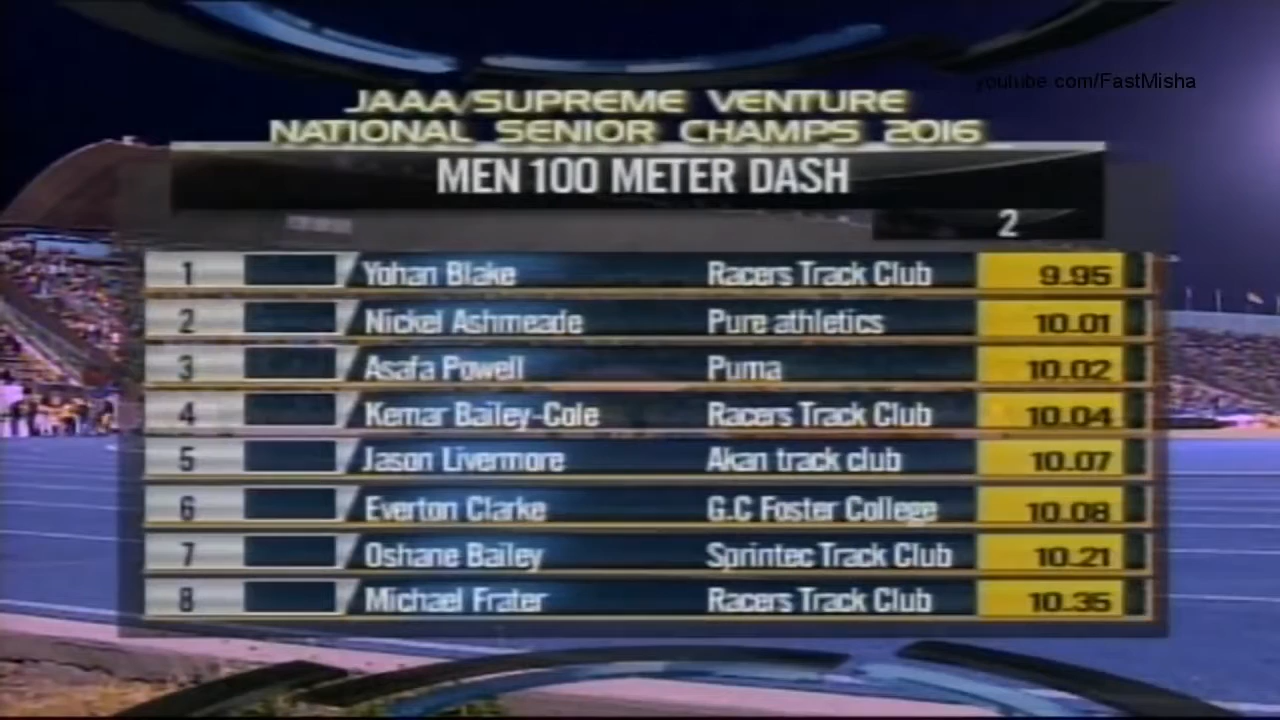 youtube.com/FastMisha
JAAA/SUPREME VENTURE
NATIONAL SENIOR CHAMPS 2016
MEN 100 METER DASH
2
1 Yohan Blake Racers Track Club 9.95
2 Nickel Ashmeade Pure athletics 10.01
3 Asafa Powell Puma 10.02
4 Kemar Bailey-Cole Racers Track Club 10.04
5 Jason Livermore Akan track club 10.07
6 Everton Clarke G.C Foster College 10.08
7 Oshane Bailey Sprintec Track Club 10.21
8 Michael Frater Racers Track Club 10.35